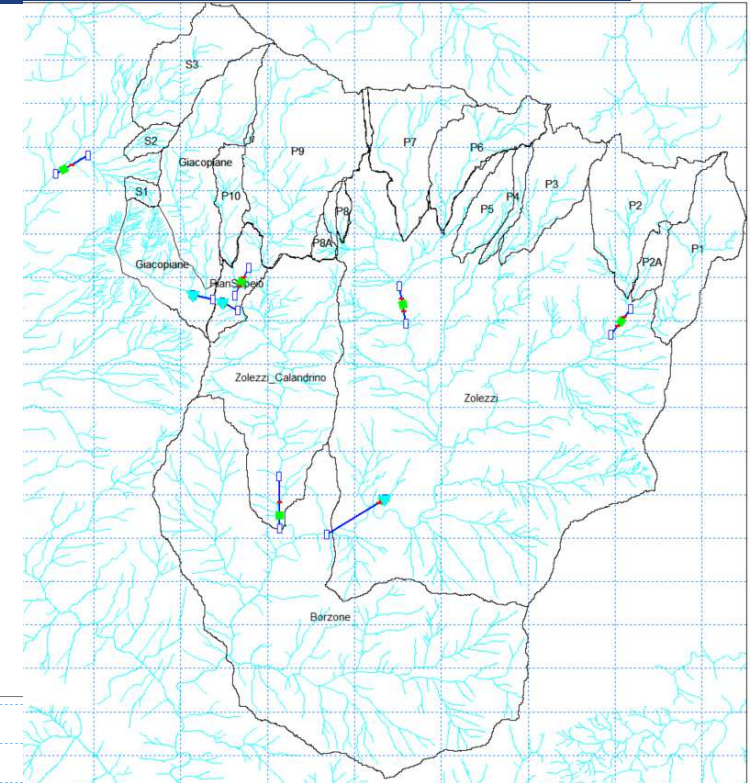 S3
S2
Giacopiane
P9
P7
P6
S1
P10
P8
P8A
P5
P4
P3
P2
P2A
P1
Giacopiane
PianSapeio
Zolezzi_Calandrino
Zolezzi
Borzone